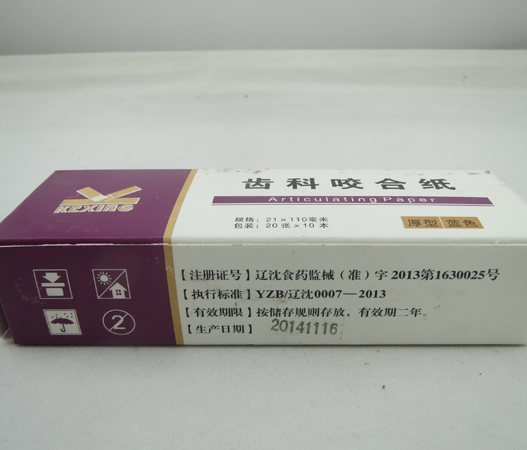 KEXING
齿科咬合纸
Articulating Paper
规格: 21×110毫米
包装: 20张×10本
厚型 蓝色
【注册证号】辽沈食药监械（准）字 2013第1630025号
【执行标准】YZB/辽沈0007—2013
【有效期限】按储存规则存放，有效期二年。
【生产日期】20141116
2